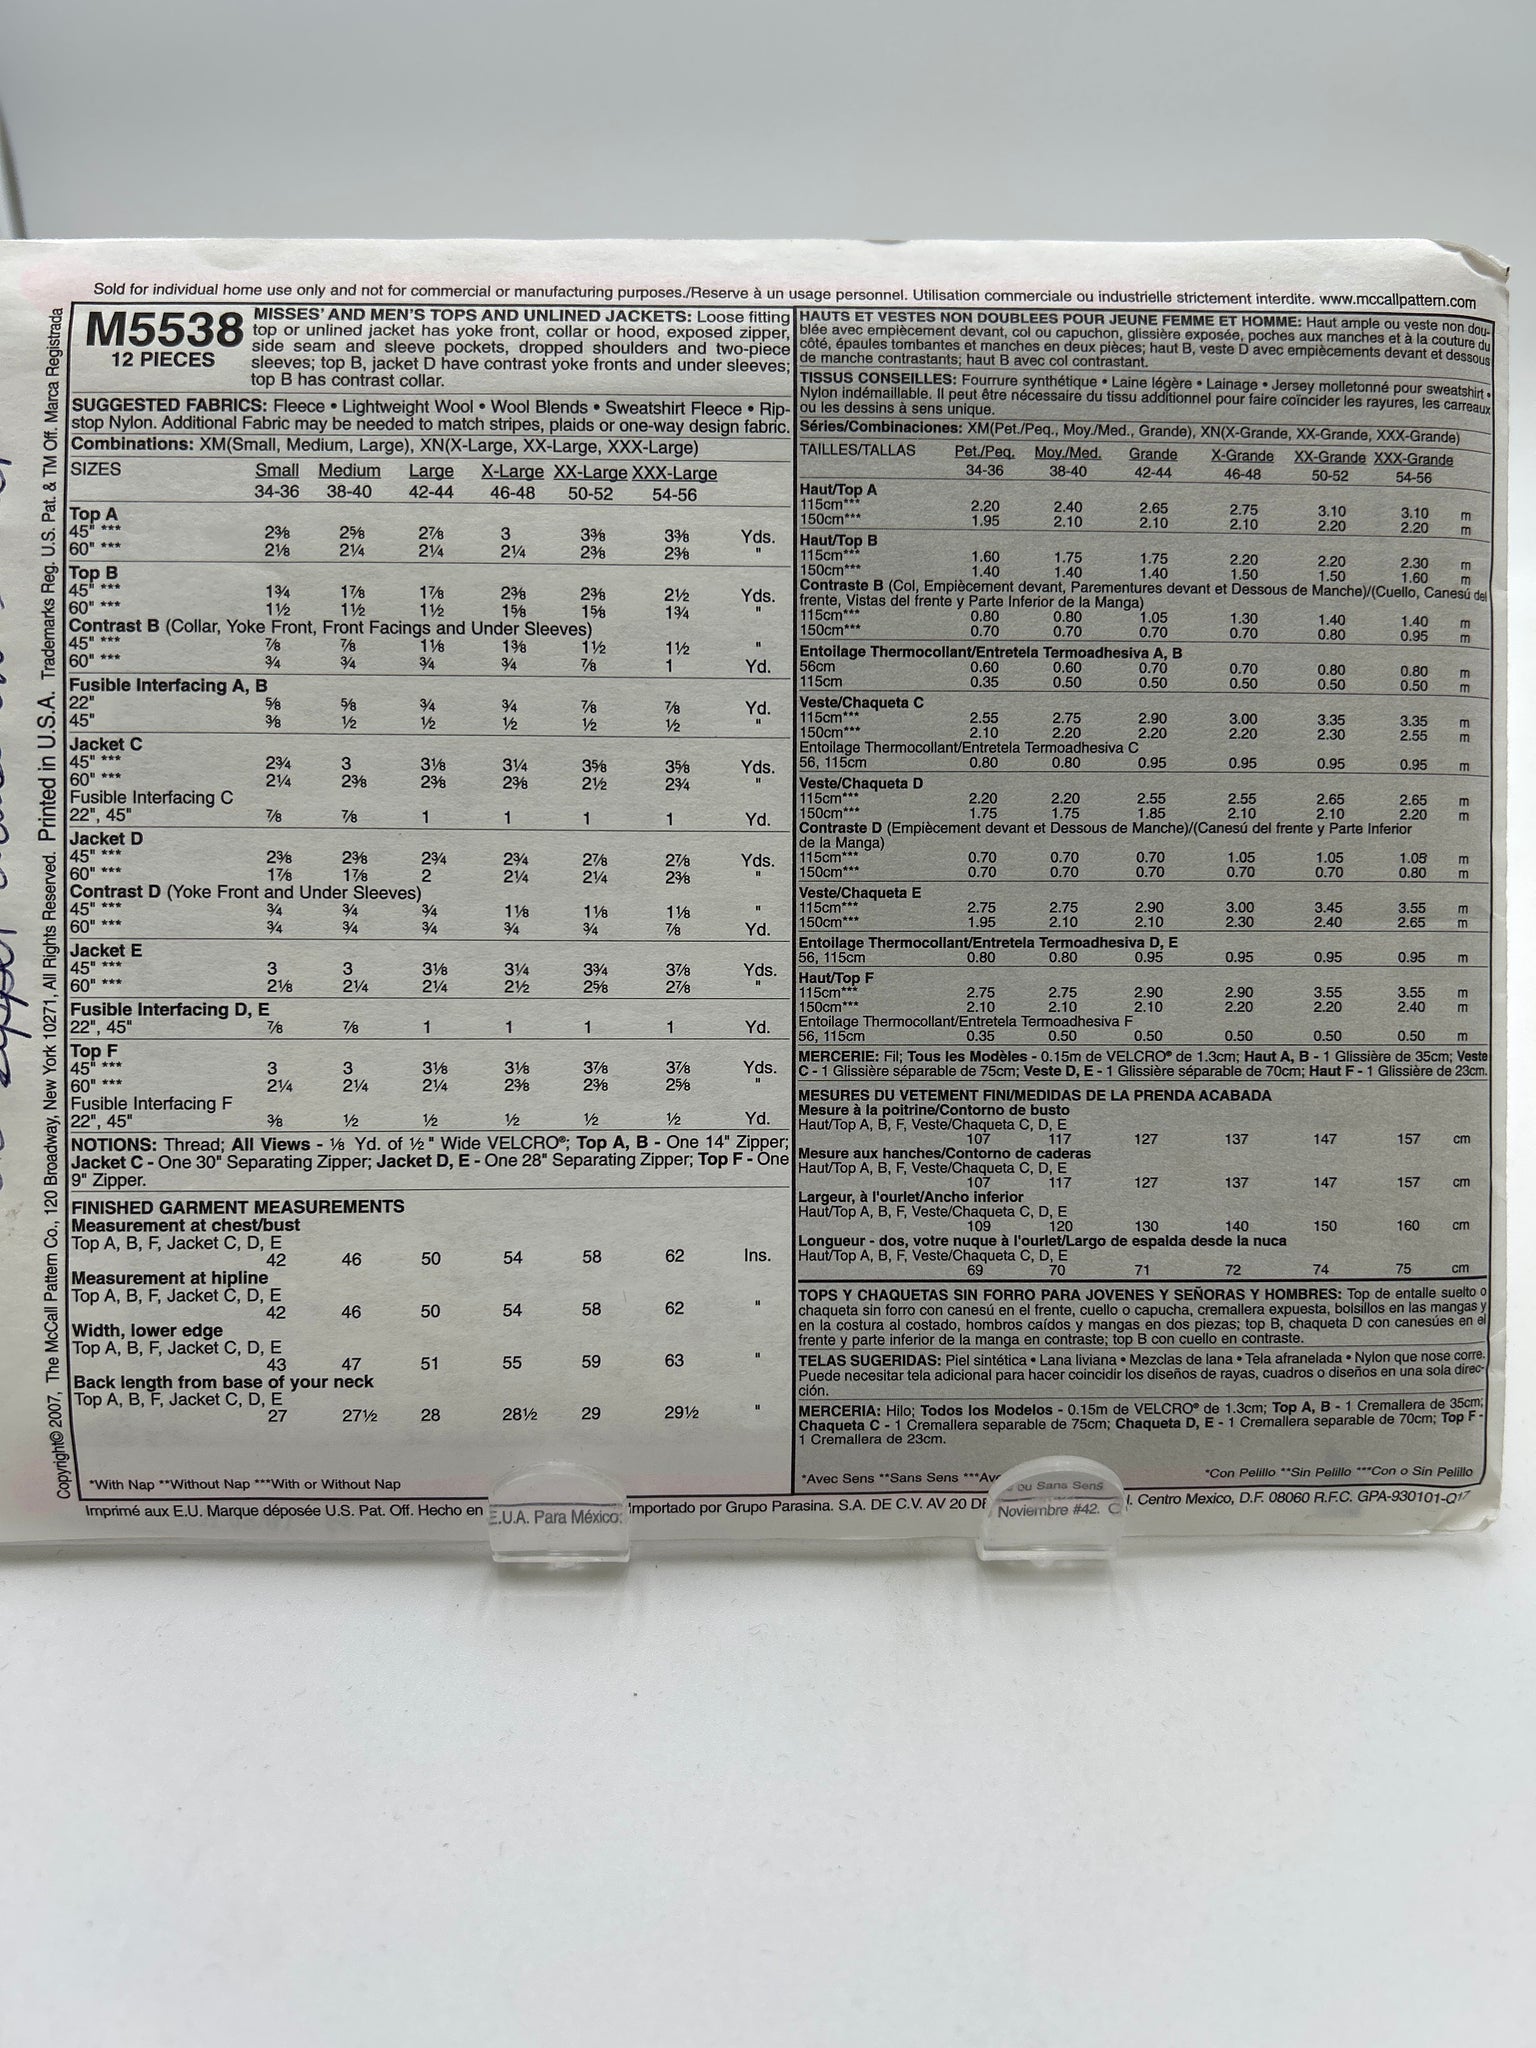 Sold for individual home use only and not for commercial or manufacturing purposes./Reserve à un usage personnel. Utilisation commerciale ou industrielle strictement interdite. www.mccallpattern.com
Copyright© 2007, The McCall Pattern Co., 120 Broadway, New York 10271, All Rights Reserved. Printed in U.S.A. Trademarks Reg. U.S. Pat. & TM Off. Marca Registrada
M5538
12 PIECES
MISSES' AND MEN'S TOPS AND UNLINED JACKETS: Loose fitting
top or unlined jacket has yoke front, collar or hood, exposed zipper,
side seam and sleeve pockets, dropped shoulders and two-piece
sleeves; top B, jacket D have contrast yoke fronts and under sleeves;
top B has contrast collar.
SUGGESTED FABRICS: Fleece • Lightweight Wool • Wool Blends • Sweatshirt Fleece • Rip-
stop Nylon. Additional Fabric may be needed to match stripes, plaids or one-way design fabric.
Combinations: XM(Small, Medium, Large), XN(X-Large, XX-Large, XXX-Large)
SIZES Small Medium Large X-Large XX-Large XXX-Large
34-36 38-40 42-44 46-48 50-52 54-56
Top A
45" *** 2⅜ 2⅝ 2⅞ 3 3⅜ 3⅜ Yds.
60" *** 2⅛ 2¼ 2¼ 2¼ 2⅜ 2⅜ "
Top B
45" *** 1¾ 1⅞ 1⅞ 2⅜ 2⅜ 2½ Yds.
60" *** 1½ 1½ 1½ 1⅝ 1⅝ 1¾ "
Contrast B (Collar, Yoke Front, Front Facings and Under Sleeves)
45" *** ⅞ ⅞ 1⅛ 1⅜ 1½ 1½ "
60" *** ¾ ¾ ¾ ¾ ⅞ 1 Yd.
Fusible Interfacing A, B
22" ⅝ ⅝ ¾ ¾ ⅞ ⅞ Yd.
45" ⅜ ½ ½ ½ ½ ½ "
Jacket C
45" *** 2¾ 3 3⅛ 3¼ 3⅝ 3⅝ Yds.
60" *** 2¼ 2⅜ 2⅜ 2⅜ 2½ 2¾ "
Fusible Interfacing C
22", 45" ⅞ ⅞ 1 1 1 1 Yd.
Jacket D
45" *** 2⅜ 2⅜ 2¾ 2¾ 2⅞ 2⅞ Yds.
60" *** 1⅞ 1⅞ 2 2¼ 2¼ 2⅜ "
Contrast D (Yoke Front and Under Sleeves)
45" *** ¾ ¾ ¾ 1⅛ 1⅛ 1⅛ "
60" *** ¾ ¾ ¾ ¾ ¾ ⅞ Yd.
Jacket E
45" *** 3 3 3⅛ 3¼ 3¾ 3⅞ Yds.
60" *** 2⅛ 2¼ 2¼ 2½ 2⅝ 2⅞ "
Fusible Interfacing D, E
22", 45" ⅞ ⅞ 1 1 1 1 Yd.
Top F
45" *** 3 3 3⅛ 3⅛ 3⅞ 3⅞ Yds.
60" *** 2¼ 2¼ 2¼ 2⅜ 2⅜ 2⅝ "
Fusible Interfacing F
22", 45" ⅜ ½ ½ ½ ½ ½ Yd.
NOTIONS: Thread; All Views - ⅛ Yd. of ½" Wide VELCRO®; Top A, B - One 14" Zipper;
Jacket C - One 30" Separating Zipper; Jacket D, E - One 28" Separating Zipper; Top F - One
9" Zipper.
FINISHED GARMENT MEASUREMENTS
Measurement at chest/bust
Top A, B, F, Jacket C, D, E
42 46 50 54 58 62 Ins.
Measurement at hipline
Top A, B, F, Jacket C, D, E
42 46 50 54 58 62 "
Width, lower edge
Top A, B, F, Jacket C, D, E
43 47 51 55 59 63 "
Back length from base of your neck
Top A, B, F, Jacket C, D, E
27 27½ 28 28½ 29 29½ "
*With Nap **Without Nap ***With or Without Nap
HAUTS ET VESTES NON DOUBLEES POUR JEUNE FEMME ET HOMME: Haut ample ou veste non dou-
blée avec empiècement devant, col ou capuchon, glissière exposée, poches aux manches et à la couture du
côté, épaules tombantes et manches en deux pièces; haut B, veste D avec empiècements devant et dessous
de manche contrastants; haut B avec col contrastant.
TISSUS CONSEILLES: Fourrure synthétique • Laine légère • Lainage • Jersey molletonné pour sweatshirt •
Nylon indémaillable. Il peut être nécessaire du tissu additionnel pour faire coïncider les rayures, les carreaux
ou les dessins à sens unique.
Séries/Combinaciones: XM(Pet./Peq., Moy./Med., Grande), XN(X-Grande, XX-Grande, XXX-Grande)
TAILLES/TALLAS Pet./Peq. Moy./Med. Grande X-Grande XX-Grande XXX-Grande
34-36 38-40 42-44 46-48 50-52 54-56
Haut/Top A
115cm*** 2.20 2.40 2.65 2.75 3.10 3.10 m
150cm*** 1.95 2.10 2.10 2.10 2.20 2.20 m
Haut/Top B
115cm*** 1.60 1.75 1.75 2.20 2.20 2.30 m
150cm*** 1.40 1.40 1.40 1.50 1.50 1.60 m
Contraste B (Col, Empiècement devant, Parementures devant et Dessous de Manche)/(Cuello, Canesú del
frente, Vistas del frente y Parte Inferior de la Manga)
115cm*** 0.80 0.80 1.05 1.30 1.40 1.40 m
150cm*** 0.70 0.70 0.70 0.70 0.80 0.95 m
Entoilage Thermocollant/Entretela Termoadhesiva A, B
56cm 0.60 0.60 0.70 0.70 0.80 0.80 m
115cm 0.35 0.50 0.50 0.50 0.50 0.50 m
Veste/Chaqueta C
115cm*** 2.55 2.75 2.90 3.00 3.35 3.35 m
150cm*** 2.10 2.20 2.20 2.20 2.30 2.55 m
Entoilage Thermocollant/Entretela Termoadhesiva C
56, 115cm 0.80 0.80 0.95 0.95 0.95 0.95 m
Veste/Chaqueta D
115cm*** 2.20 2.20 2.55 2.55 2.65 2.65 m
150cm*** 1.75 1.75 1.85 2.10 2.10 2.20 m
Contraste D (Empiècement devant et Dessous de Manche)/(Canesú del frente y Parte Inferior
de la Manga)
115cm*** 0.70 0.70 0.70 1.05 1.05 1.05 m
150cm*** 0.70 0.70 0.70 0.70 0.70 0.80 m
Veste/Chaqueta E
115cm*** 2.75 2.75 2.90 3.00 3.45 3.55 m
150cm*** 1.95 2.10 2.10 2.30 2.40 2.65 m
Entoilage Thermocollant/Entretela Termoadhesiva D, E
56, 115cm 0.80 0.80 0.95 0.95 0.95 0.95 m
Haut/Top F
115cm*** 2.75 2.75 2.90 2.90 3.55 3.55 m
150cm*** 2.10 2.10 2.10 2.20 2.20 2.40 m
Entoilage Thermocollant/Entretela Termoadhesiva F
56, 115cm 0.35 0.50 0.50 0.50 0.50 0.50 m
MERCERIE: Fil; Tous les Modèles - 0.15m de VELCRO® de 1.3cm; Haut A, B - 1 Glissière de 35cm; Veste
C - 1 Glissière séparable de 75cm; Veste D, E - 1 Glissière séparable de 70cm; Haut F - 1 Glissière de 23cm.
MESURES DU VETEMENT FINI/MEDIDAS DE LA PRENDA ACABADA
Mesure à la poitrine/Contorno de busto
Haut/Top A, B, F, Veste/Chaqueta C, D, E
107 117 127 137 147 157 cm
Mesure aux hanches/Contorno de caderas
Haut/Top A, B, F, Veste/Chaqueta C, D, E
107 117 127 137 147 157 cm
Largeur, à l'ourlet/Ancho inferior
Haut/Top A, B, F, Veste/Chaqueta C, D, E
109 120 130 140 150 160 cm
Longueur - dos, votre nuque à l'ourlet/Largo de espalda desde la nuca
Haut/Top A, B, F, Veste/Chaqueta C, D, E
69 70 71 72 74 75 cm
TOPS Y CHAQUETAS SIN FORRO PARA JOVENES Y SEÑORAS Y HOMBRES: Top de entalle suelto o
chaqueta sin forro con canesú en el frente, cuello o capucha, cremallera expuesta, bolsillos en las mangas y
en la costura al costado, hombros caídos y mangas en dos piezas; top B, chaqueta D con canesúes en el
frente y parte inferior de la manga en contraste; top B con cuello en contraste.
TELAS SUGERIDAS: Piel sintética • Lana liviana • Mezclas de lana • Tela afranelada • Nylon que nose corre.
Puede necesitar tela adicional para hacer coincidir los diseños de rayas, cuadros o diseños en una sola direc-
ción.
MERCERIA: Hilo; Todos los Modelos - 0.15m de VELCRO® de 1.3cm; Top A, B - 1 Cremallera de 35cm;
Chaqueta C - 1 Cremallera separable de 75cm; Chaqueta D, E - 1 Cremallera separable de 70cm; Top F -
1 Cremallera de 23cm.
*Avec Sens **Sans Sens ***Avec ou Sans Sens *Con Pelillo **Sin Pelillo ***Con o Sin Pelillo
Imprimé aux E.U. Marque déposée U.S. Pat. Off. Hecho en E.U.A. Para México: Importado por Grupo Parasina. S.A. DE C.V. AV 20 DE Noviembre #42. Centro Mexico, D.F. 08060 R.F.C. GPA-930101-Q17